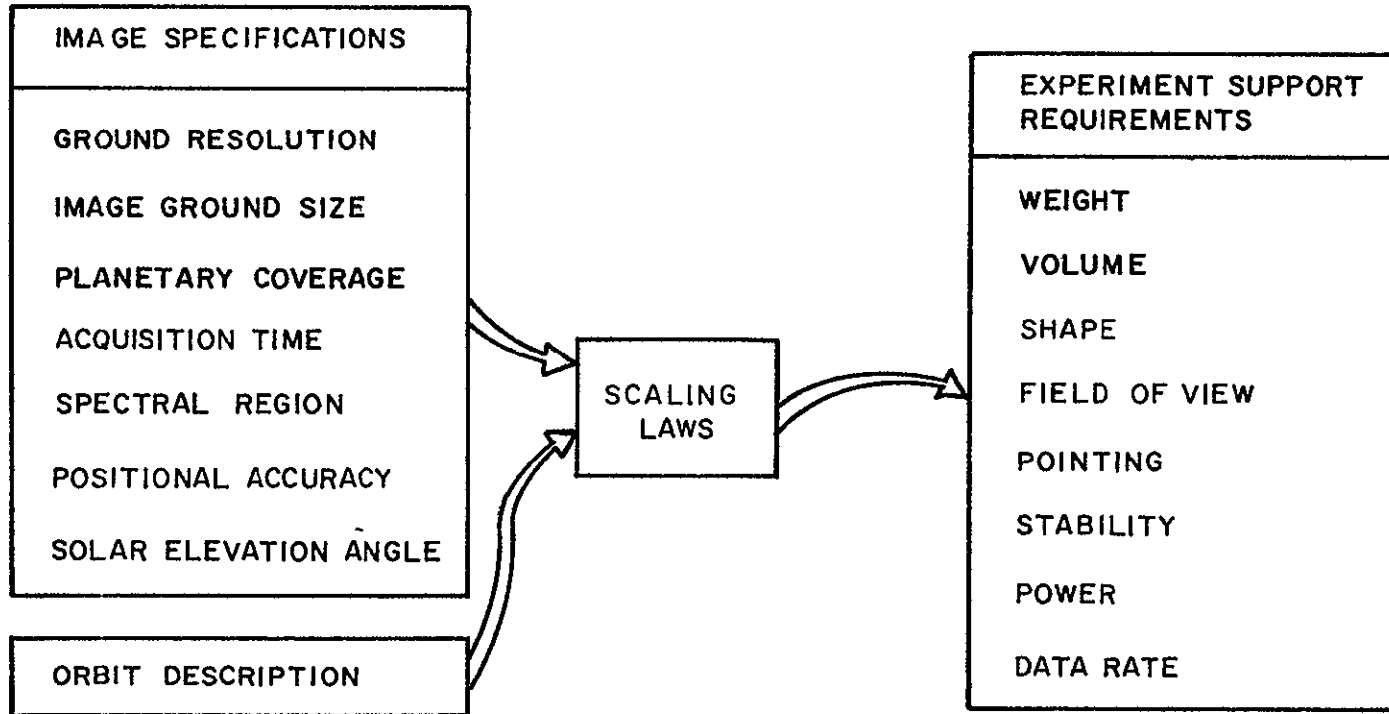 IMAGE SPECIFICATIONS
GROUND RESOLUTION
IMAGE GROUND SIZE
PLANETARY COVERAGE
ACQUISITION TIME
SPECTRAL REGION
POSITIONAL ACCURACY
SOLAR ELEVATION ANGLE
ORBIT DESCRIPTION
SCALING
LAWS
EXPERIMENT SUPPORT
REQUIREMENTS
WEIGHT
VOLUME
SHAPE
FIELD OF VIEW
POINTING
STABILITY
POWER
DATA RATE